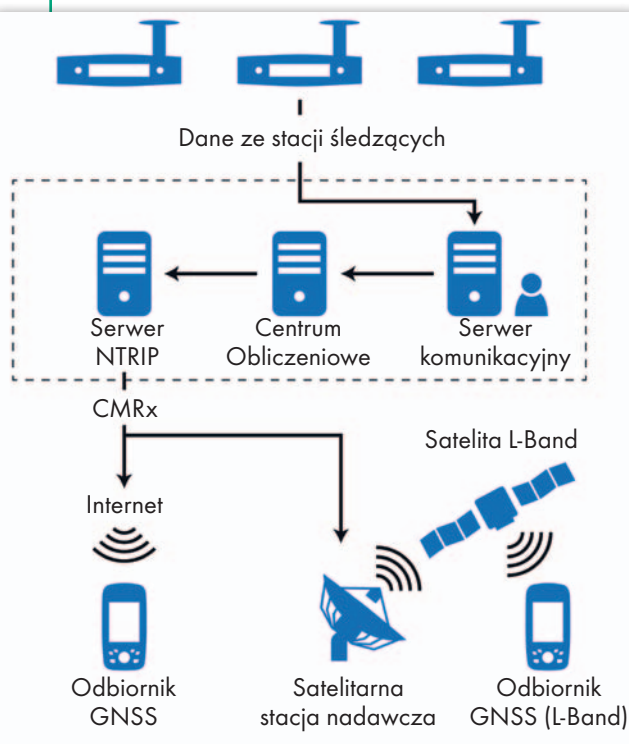 Dane ze stacji śledzących
Serwer
NTRIP
Centrum
Obliczeniowe
Serwer
komunikacyjny
CMRx
Satelita L-Band
Internet
Odbiornik
GNSS
Satelitarna
stacja nadawcza
Odbiornik
GNSS (L-Band)